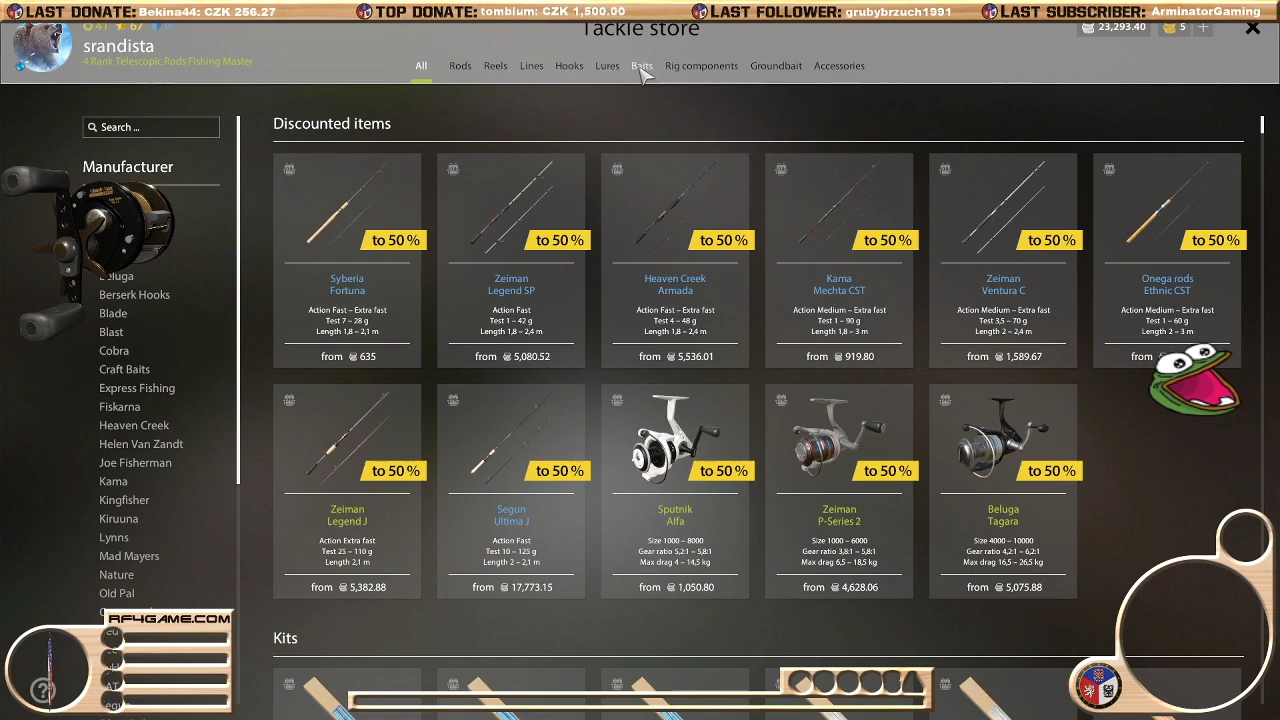 LAST DONATE: Bekina44: CZK 256.27
TOP DONATE: tomblum: CZK 1,500.00
LAST FOLLOWER: grubybrzuch1991
LAST SUBSCRIBER: ArminatorGaming
41 67
Tackle store
23,293.40
5
srandista
4 Rank Telescopic Rods Fishing Master
All
Rods
Reels
Lines
Hooks
Lures
Baits
Rig components
Groundbait
Accessories
Search ...
Manufacturer
Beluga
Berserk Hooks
Blade
Blast
Cobra
Craft Baits
Express Fishing
Fiskarna
Heaven Creek
Helen Van Zandt
Joe Fisherman
Kama
Kingfisher
Kiruuna
Lynns
Mad Mayers
Nature
Old Pal
RF4GAME.COM
Discounted items
to 50 %
Syberia
Fortuna
Action Fast – Extra fast
Test 7 – 28 g
Length 1,8 – 2,1 m
from 635
to 50 %
Zeiman
Legend SP
Action Fast
Test 1 – 42 g
Length 1,8 – 2,4 m
from 5,080.52
to 50 %
Heaven Creek
Armada
Action Fast – Extra fast
Test 4 – 48 g
Length 1,8 – 2,4 m
from 5,536.01
to 50 %
Kama
Mechta CST
Action Medium – Extra fast
Test 1 – 90 g
Length 1,8 – 3 m
from 919.80
to 50 %
Zeiman
Ventura C
Action Medium – Extra fast
Test 3,5 – 70 g
Length 2 – 2,4 m
from 1,589.67
to 50 %
Onega rods
Ethnic CST
Action Medium – Extra fast
Test 1 – 60 g
Length 2 – 3 m
from
to 50 %
Zeiman
Legend J
Action Extra fast
Test 25 – 110 g
Length 2,1 m
from 5,382.88
to 50 %
Segun
Ultima J
Action Fast
Test 10 – 125 g
Length 2 – 2,1 m
from 17,773.15
to 50 %
Sputnik
Alfa
Size 1000 – 8000
Gear ratio 5,2:1 – 5,8:1
Max drag 4 – 14,5 kg
from 1,050.80
to 50 %
Zeiman
P-Series 2
Size 1000 – 6000
Gear ratio 3,8:1 – 5,8:1
Max drag 6,5 – 18,5 kg
from 4,628.06
to 50 %
Beluga
Tagara
Size 4000 – 10000
Gear ratio 4,2:1 – 6,2:1
Max drag 16,5 – 26,5 kg
from 5,075.88
Kits